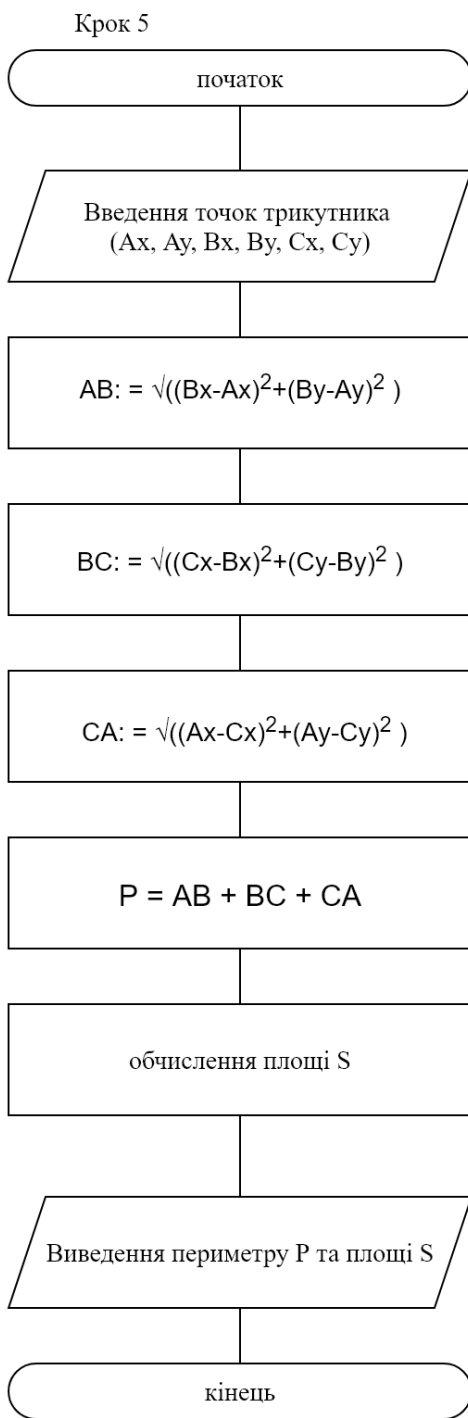 Крок 5
початок
Введення точок трикутника
(Ax, Ay, Bx, By, Cx, Cy)
AB: = √((Bx-Ax)²+(By-Ay)² )
BC: = √((Cx-Bx)²+(Cy-By)² )
CA: = √((Ax-Cx)²+(Ay-Cy)² )
P = AB + BC + CA
обчислення площі S
Виведення периметру P та площі S
кінець